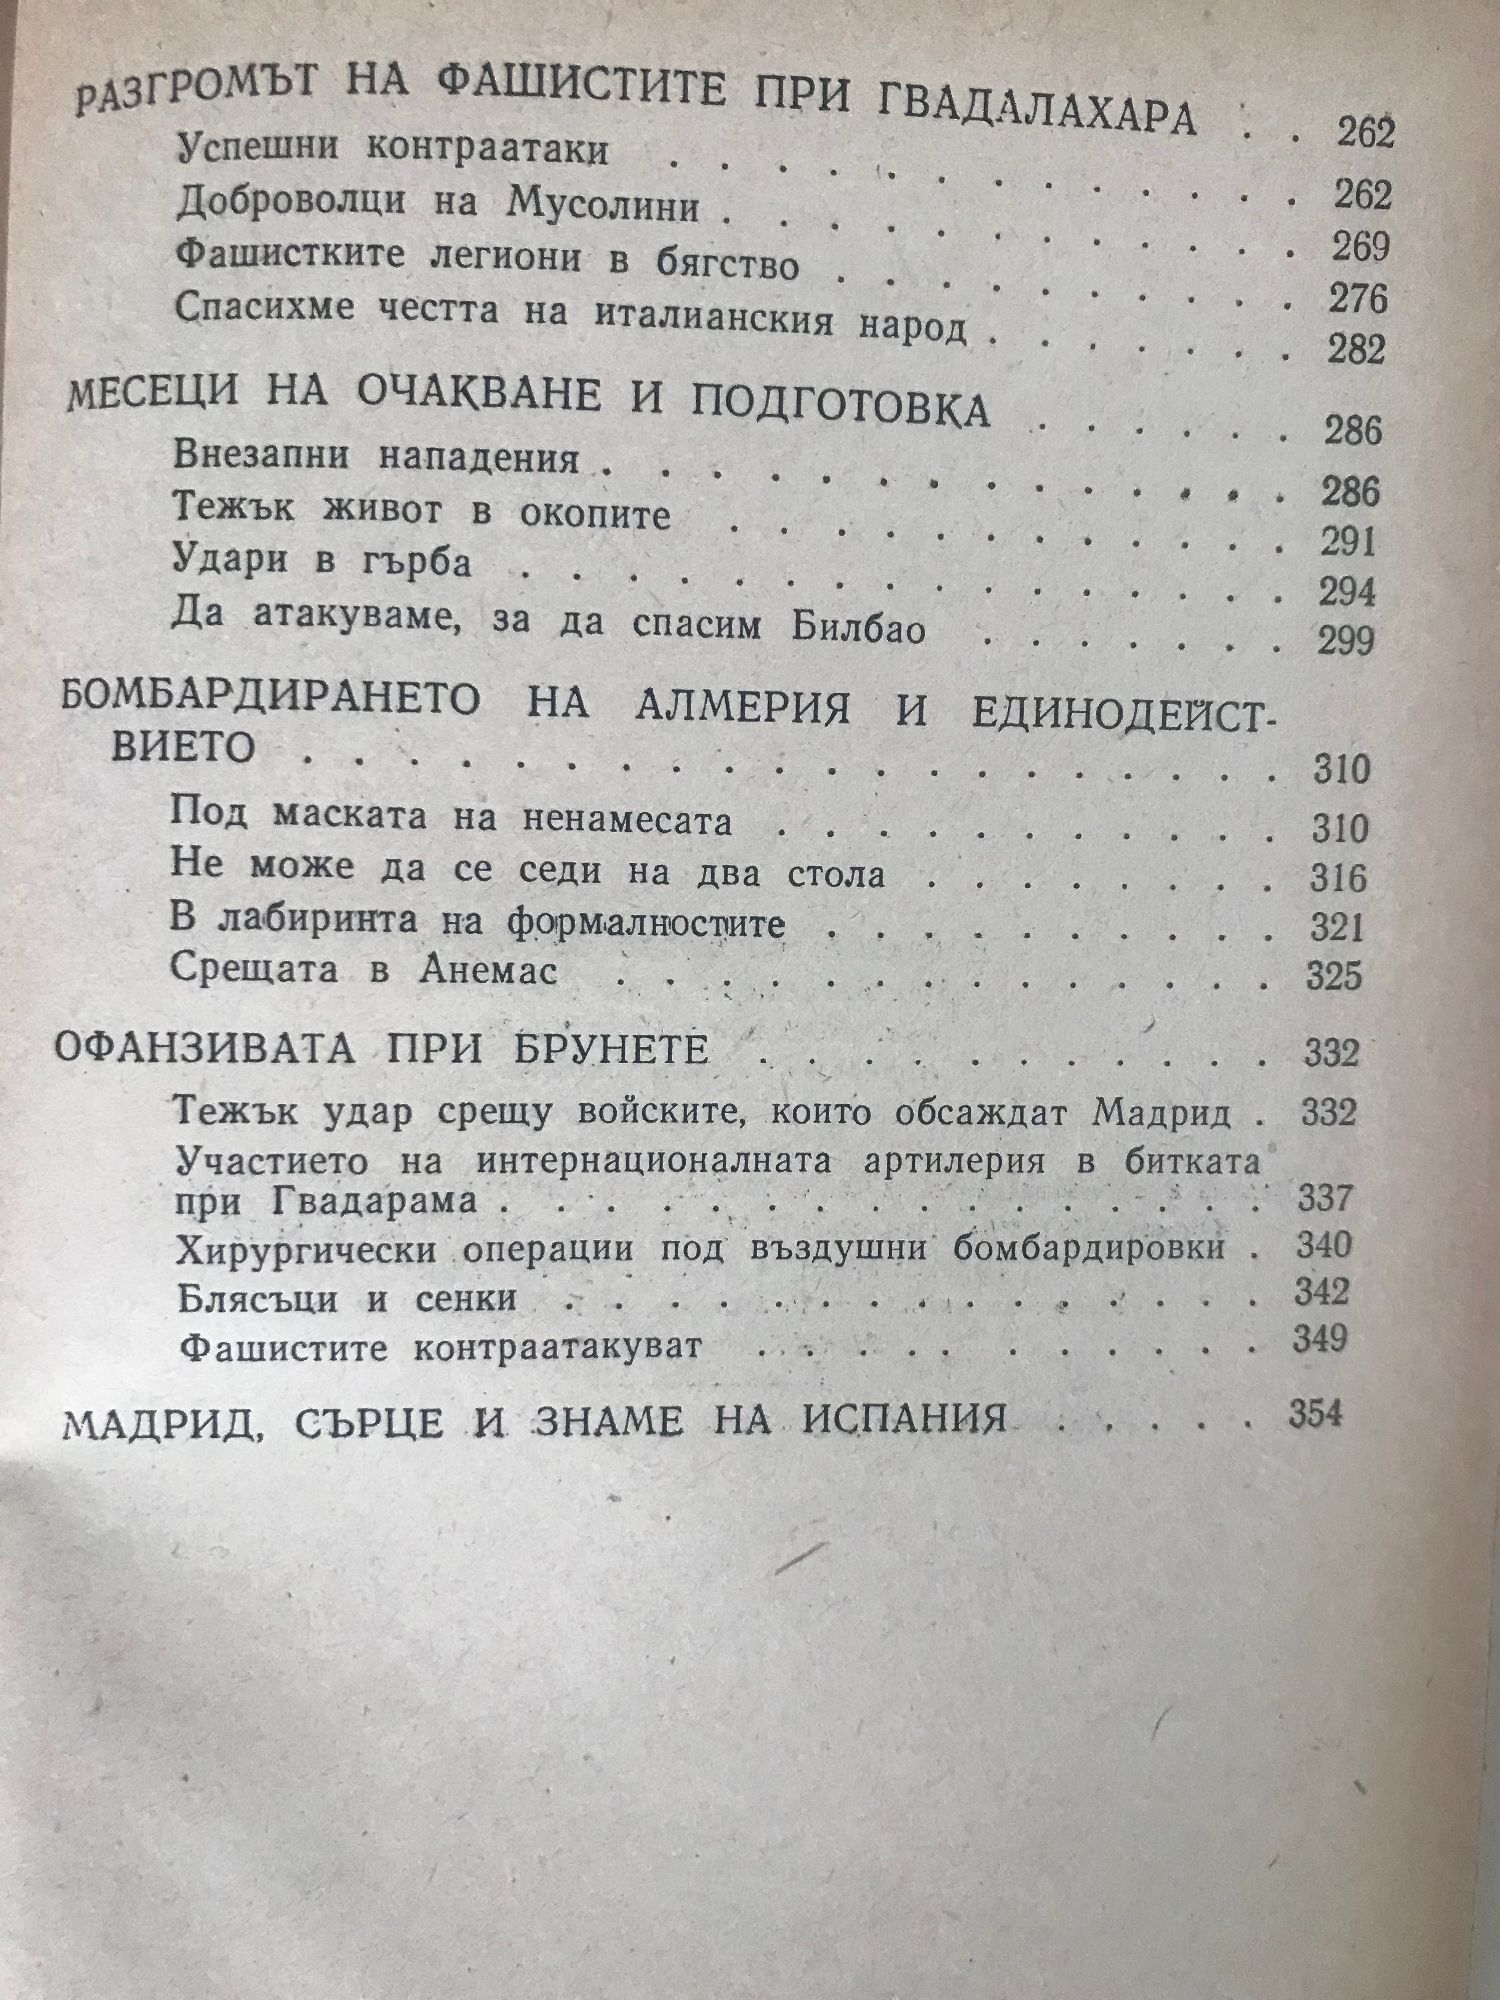 РАЗГРОМЪТ НА ФАШИСТИТЕ ПРИ ГВАДАЛАХАРА . . 262
Успешни контраатаки . . . . . . . . . . . . 262
Доброволци на Мусолини . . . . . . . . . . . 269
Фашистките легиони в бягство . . . . . . . . . 276
Спасихме честта на италианския народ . . . . . . 282
МЕСЕЦИ НА ОЧАКВАНЕ И ПОДГОТОВКА . . . . . 286
Внезапни нападения . . . . . . . . . . . . . 286
Тежък живот в окопите . . . . . . . . . . . 291
Удари в гърба . . . . . . . . . . . . . . . 294
Да атакуваме, за да спасим Билбао . . . . . . 299
БОМБАРДИРАНЕТО НА АЛМЕРИЯ И ЕДИНОДЕЙСТ-
ВИЕТО . . . . . . . . . . . . . . . . . . . 310
Под маската на ненамесата . . . . . . . . . . 310
Не може да се седи на два стола . . . . . . . 316
В лабиринта на формалностите . . . . . . . . . 321
Срещата в Анемас . . . . . . . . . . . . . 325
ОФАНЗИВАТА ПРИ БРУНЕТЕ . . . . . . . . . . 332
Тежък удар срещу войските, които обсаждат Мадрид . 332
Участието на интернационалната артилерия в битката
при Гвадарама . . . . . . . . . . . . . . . 337
Хирургически операции под въздушни бомбардировки . 340
Блясъци и сенки . . . . . . . . . . . . . . 342
Фашистите контраатакуват . . . . . . . . . . 349
МАДРИД, СЪРЦЕ И ЗНАМЕ НА ИСПАНИЯ . . . . . 354